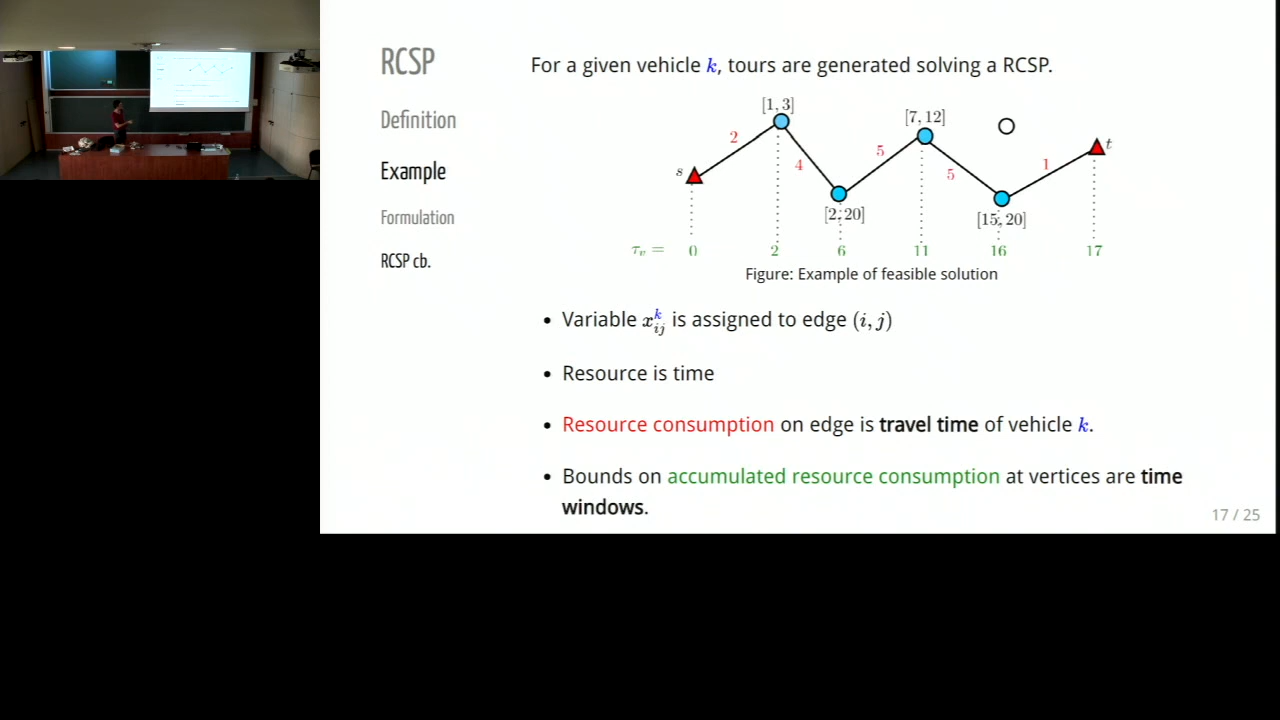 RCSP
Definition
Example
Formulation
RCSP cb.
For a given vehicle k, tours are generated solving a RCSP.
[1, 3]
[7, 12]
2
4
5
5
1
s
t
[2, 20]
[15, 20]
τᵥ = 0 2 6 11 16 17
Figure: Example of feasible solution
• Variable xᵢⱼᵏ is assigned to edge (i, j)
• Resource is time
• Resource consumption on edge is travel time of vehicle k.
• Bounds on accumulated resource consumption at vertices are time
windows.
17 / 25